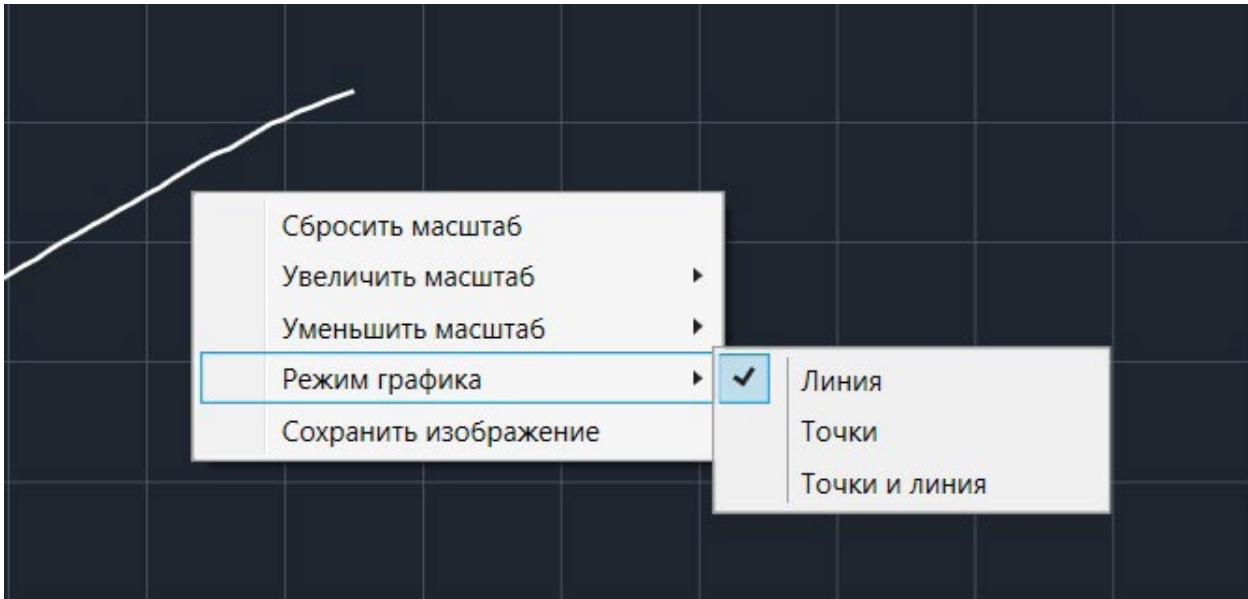 Сбросить масштаб
Увеличить масштаб
Уменьшить масштаб
Режим графика
Сохранить изображение
Линия
Точки
Точки и линия